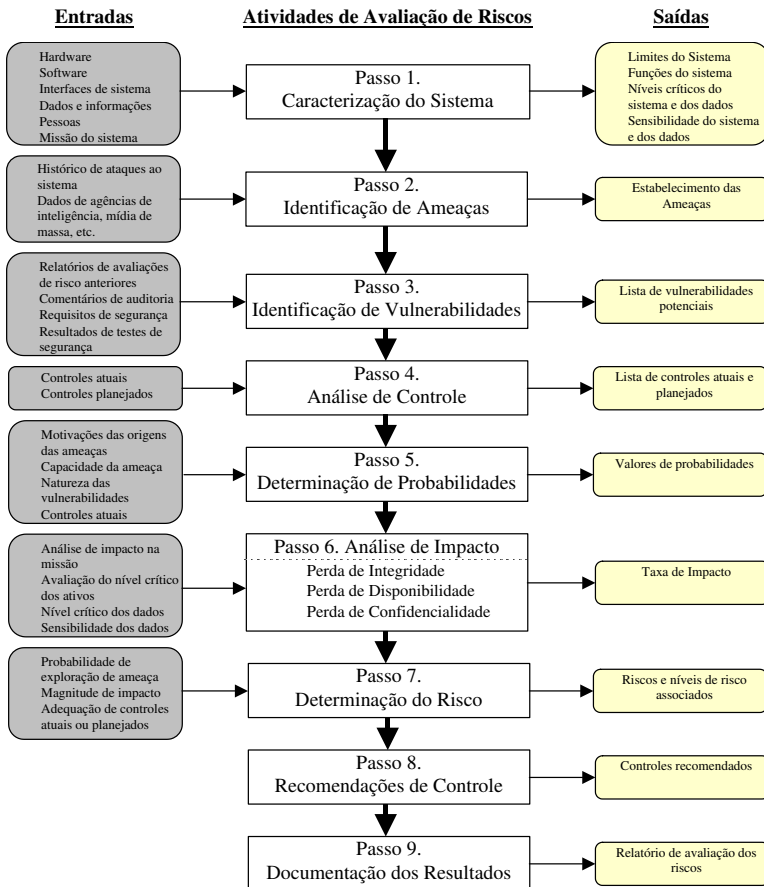 Entradas
Atividades de Avaliação de Riscos
Saídas
Hardware
Software
Interfaces de sistema
Dados e informações
Pessoas
Missão do sistema
Passo 1.
Caracterização do Sistema
Limites do Sistema
Funções do sistema
Níveis críticos do
sistema e dos dados
Sensibilidade do sistema
e dos dados
Histórico de ataques ao
sistema
Dados de agências de
inteligência, mídia de
massa, etc.
Passo 2.
Identificação de Ameaças
Estabelecimento das
Ameaças
Relatórios de avaliações
de risco anteriores
Comentários de auditoria
Requisitos de segurança
Resultados de testes de
segurança
Passo 3.
Identificação de Vulnerabilidades
Lista de vulnerabilidades
potenciais
Controles atuais
Controles planejados
Passo 4.
Análise de Controle
Lista de controles atuais e
planejados
Motivações das origens
das ameaças
Capacidade da ameaça
Natureza das
vulnerabilidades
Controles atuais
Passo 5.
Determinação de Probabilidades
Valores de probabilidades
Análise de impacto na
missão
Avaliação do nível crítico
dos ativos
Nível crítico dos dados
Sensibilidade dos dados
Passo 6. Análise de Impacto
Perda de Integridade
Perda de Disponibilidade
Perda de Confidencialidade
Taxa de Impacto
Probabilidade de
exploração de ameaça
Magnitude de impacto
Adequação de controles
atuais ou planejados
Passo 7.
Determinação do Risco
Riscos e níveis de risco
associados
Passo 8.
Recomendações de Controle
Controles recomendados
Passo 9.
Documentação dos Resultados
Relatório de avaliação dos
riscos